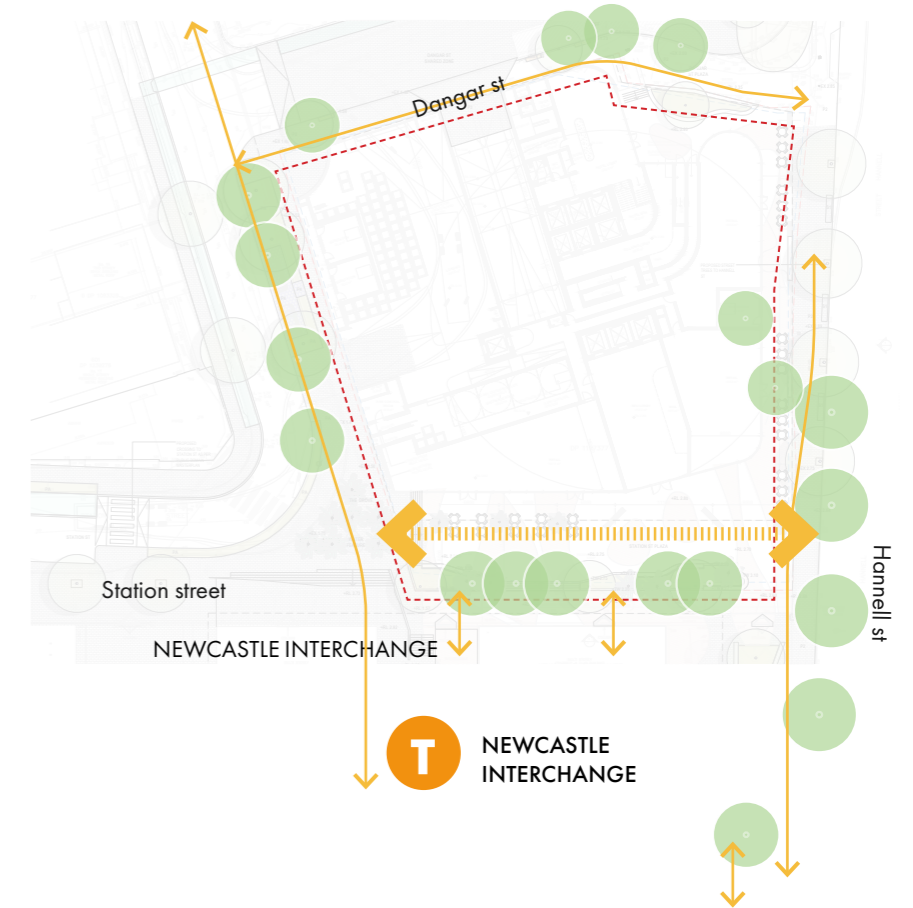 Dangar st
Hannell st
Station street
NEWCASTLE INTERCHANGE
T
NEWCASTLE
INTERCHANGE